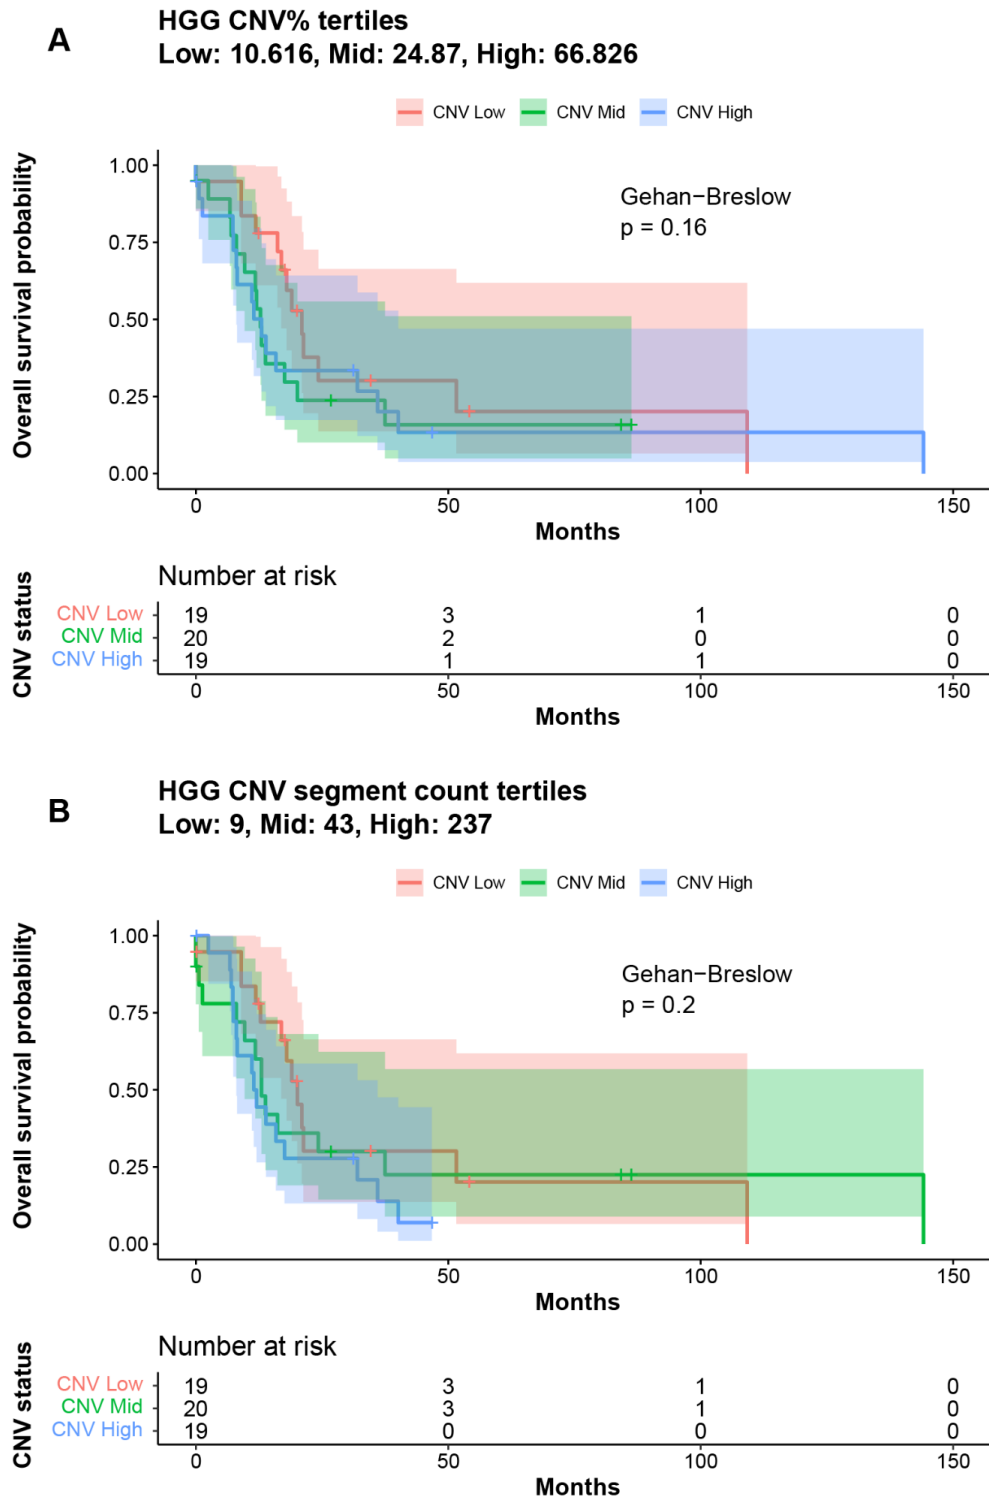 A
HGG CNV% tertiles
Low: 10.616, Mid: 24.87, High: 66.826
CNV Low CNV Mid CNV High
Overall survival probability
1.00
0.75
0.50
0.25
0.00
Gehan−Breslow
p = 0.16
0 50 100 150
Months
CNV status
Number at risk
CNV Low 19 3 1 0
CNV Mid 20 2 0 0
CNV High 19 1 1 0
0 50 100 150
Months
B
HGG CNV segment count tertiles
Low: 9, Mid: 43, High: 237
CNV Low CNV Mid CNV High
Overall survival probability
1.00
0.75
0.50
0.25
0.00
Gehan−Breslow
p = 0.2
0 50 100 150
Months
CNV status
Number at risk
CNV Low 19 3 1 0
CNV Mid 20 3 1 0
CNV High 19 0 0 0
0 50 100 150
Months